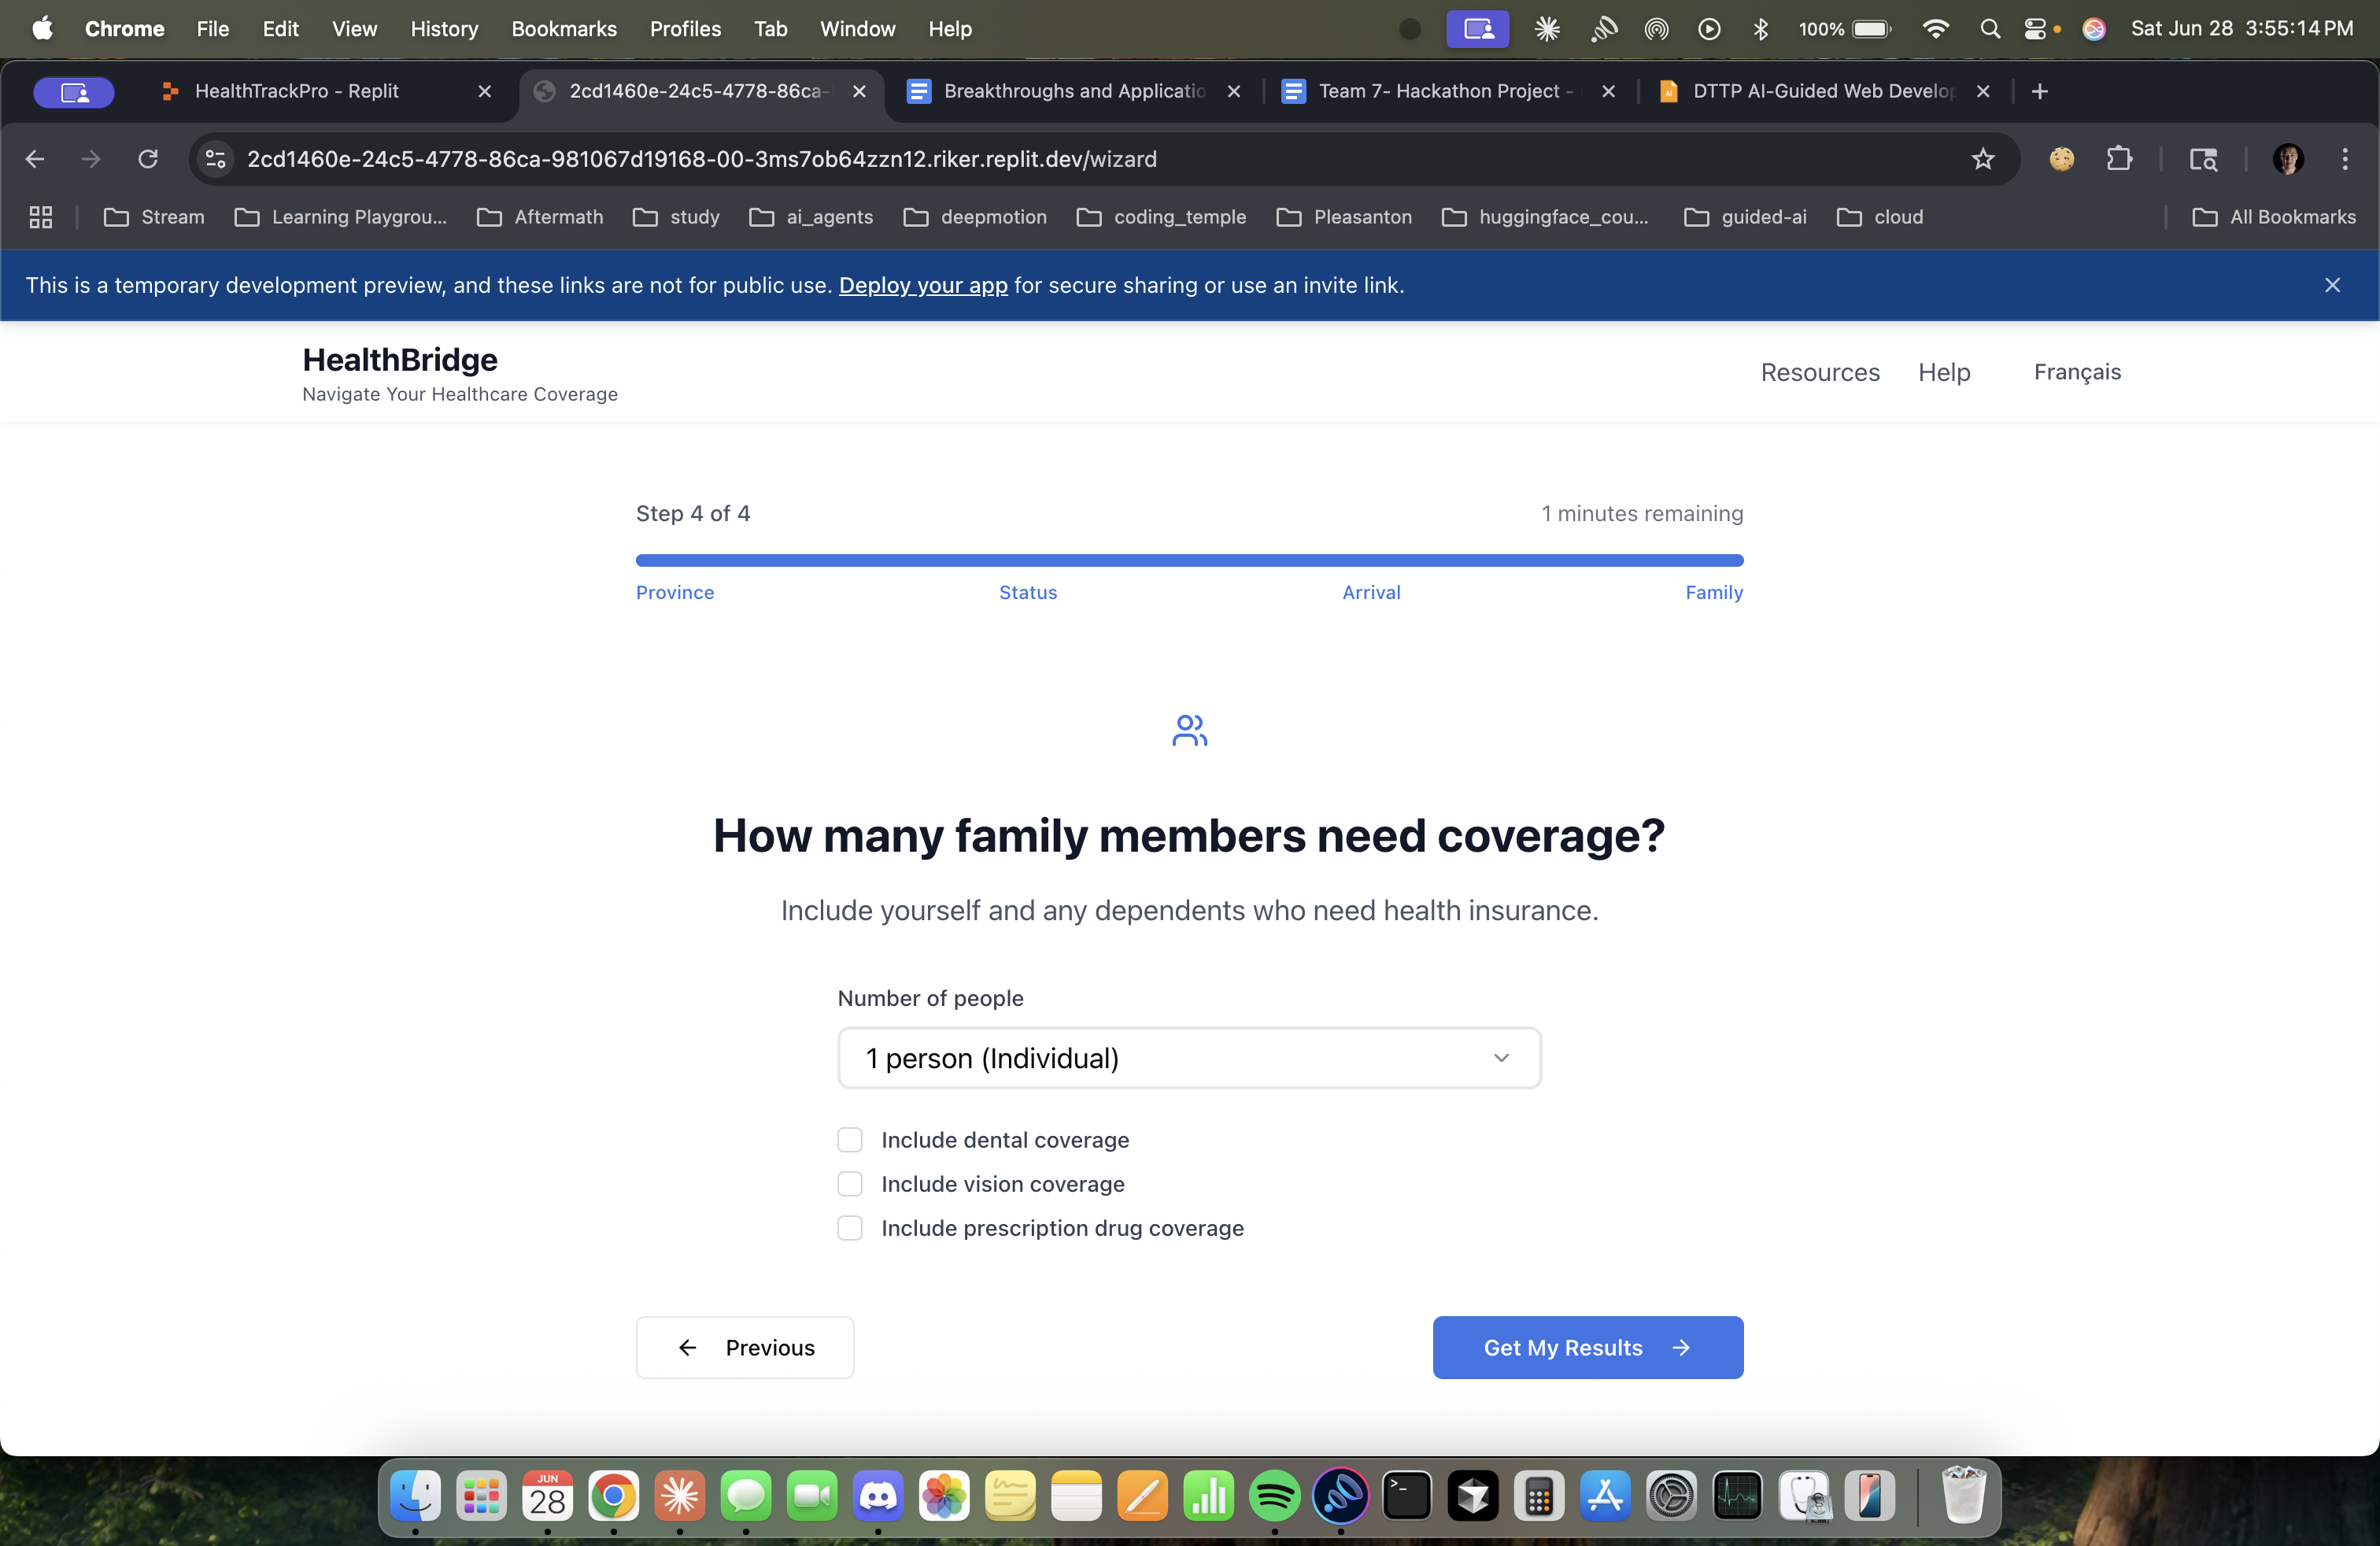 Chrome File Edit View History Bookmarks Profiles Tab Window Help 100% Sat Jun 28 3:55:14 PM
HealthTrackPro - Replit 2cd1460e-24c5-4778-86ca- Breakthroughs and Applicatio Team 7- Hackathon Project - DTTP AI-Guided Web Develop
2cd1460e-24c5-4778-86ca-981067d19168-00-3ms7ob64zzn12.riker.replit.dev/wizard
Stream Learning Playgrou... Aftermath study ai_agents deepmotion coding_temple Pleasanton huggingface_cou... guided-ai cloud All Bookmarks
This is a temporary development preview, and these links are not for public use. Deploy your app for secure sharing or use an invite link.
HealthBridge
Navigate Your Healthcare Coverage
Resources Help Français
Step 4 of 4 1 minutes remaining
Province Status Arrival Family
How many family members need coverage?
Include yourself and any dependents who need health insurance.
Number of people
1 person (Individual)
Include dental coverage
Include vision coverage
Include prescription drug coverage
Previous Get My Results
JUN
28